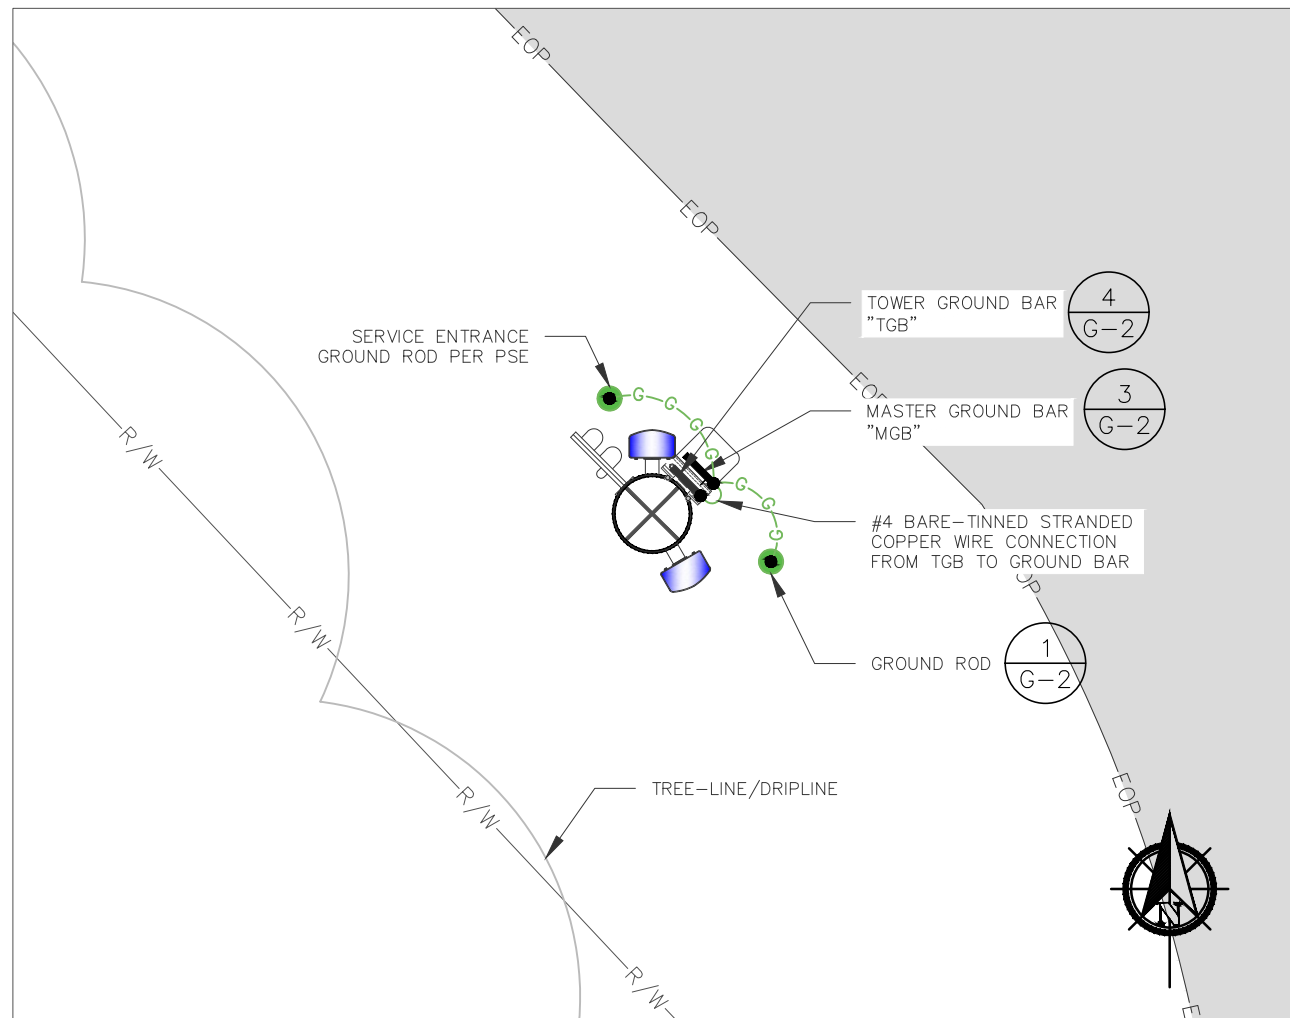 EOP
EOP
TOWER GROUND BAR
"TGB"
4
G-2
SERVICE ENTRANCE
GROUND ROD PER PSE
EOP
MASTER GROUND BAR
"MGB"
3
G-2
G
G
G
G
R/W
G
G
G
#4 BARE-TINNED STRANDED
COPPER WIRE CONNECTION
FROM TGB TO GROUND BAR
OP
R/W
GROUND ROD
1
G-2
TREE-LINE/DRIPLINE
EOP
R/W
N
R/W
E